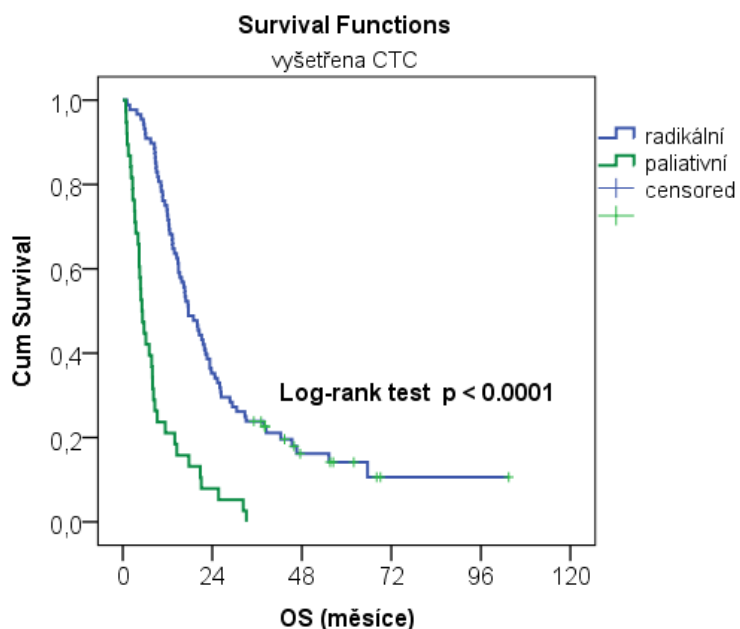 Survival Functions
vyšetřena CTC
Cum Survival
1,0
0,8
0,6
0,4
0,2
0,0
radikální
paliativní
censored
Log-rank test p < 0.0001
0 24 48 72 96 120
OS (měsíce)